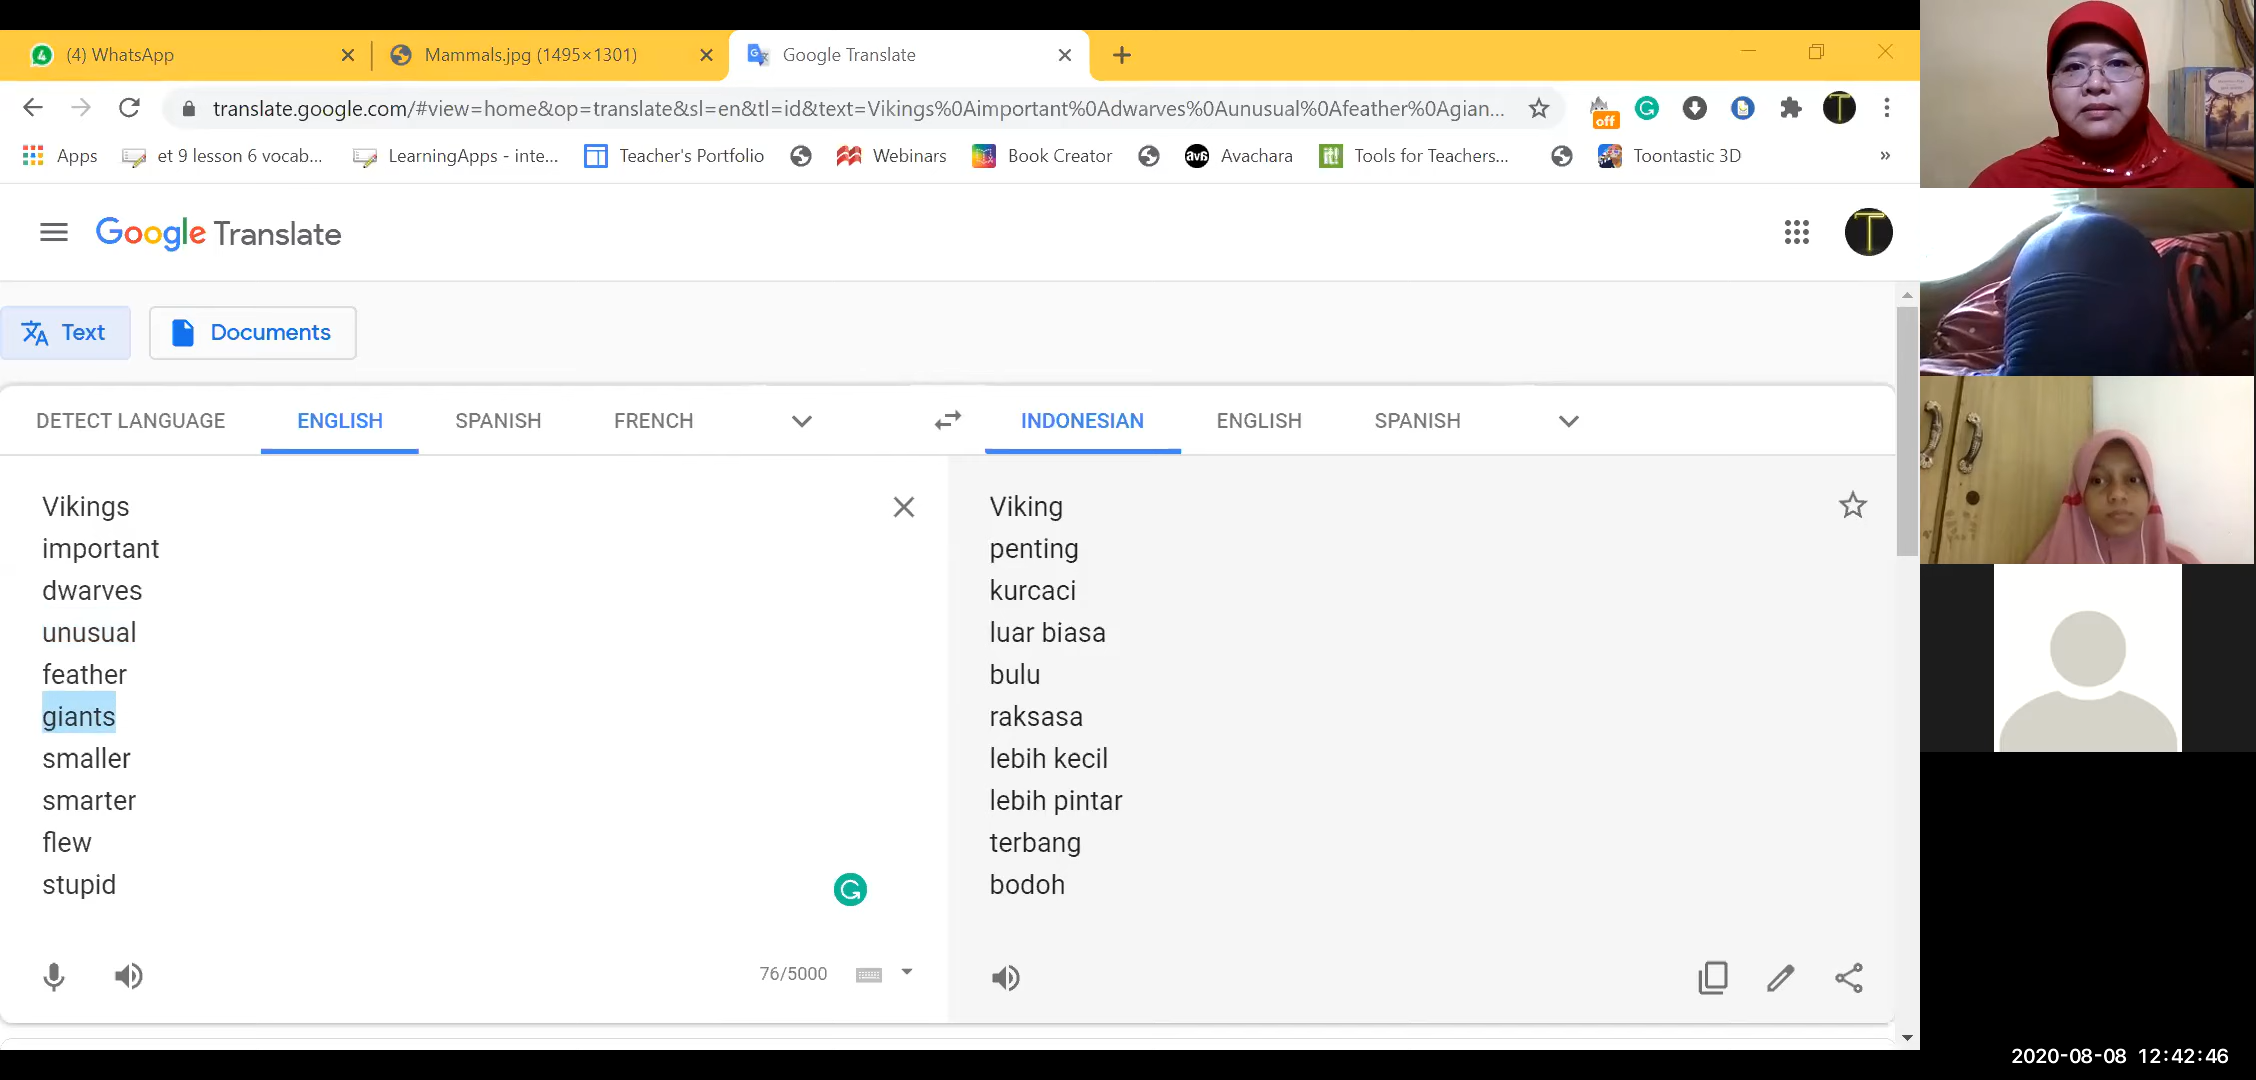 (4) WhatsApp
Mammals.jpg (1495×1301)
Google Translate
translate.google.com/#view=home&op=translate&sl=en&tl=id&text=Vikings%0Aimportant%0Adwarves%0Aunusual%0Afeather%0Agian...
off
T
Apps
et 9 lesson 6 vocab...
LearningApps - inte...
Teacher's Portfolio
Webinars
Book Creator
Avachara
Tools for Teachers...
Toontastic 3D
»
Google Translate
T
Text
Documents
DETECT LANGUAGE
ENGLISH
SPANISH
FRENCH
INDONESIAN
ENGLISH
SPANISH
Vikings
important
dwarves
unusual
feather
giants
smaller
smarter
flew
stupid
76/5000
Viking
penting
kurcaci
luar biasa
bulu
raksasa
lebih kecil
lebih pintar
terbang
bodoh
2020-08-08 12:42:46